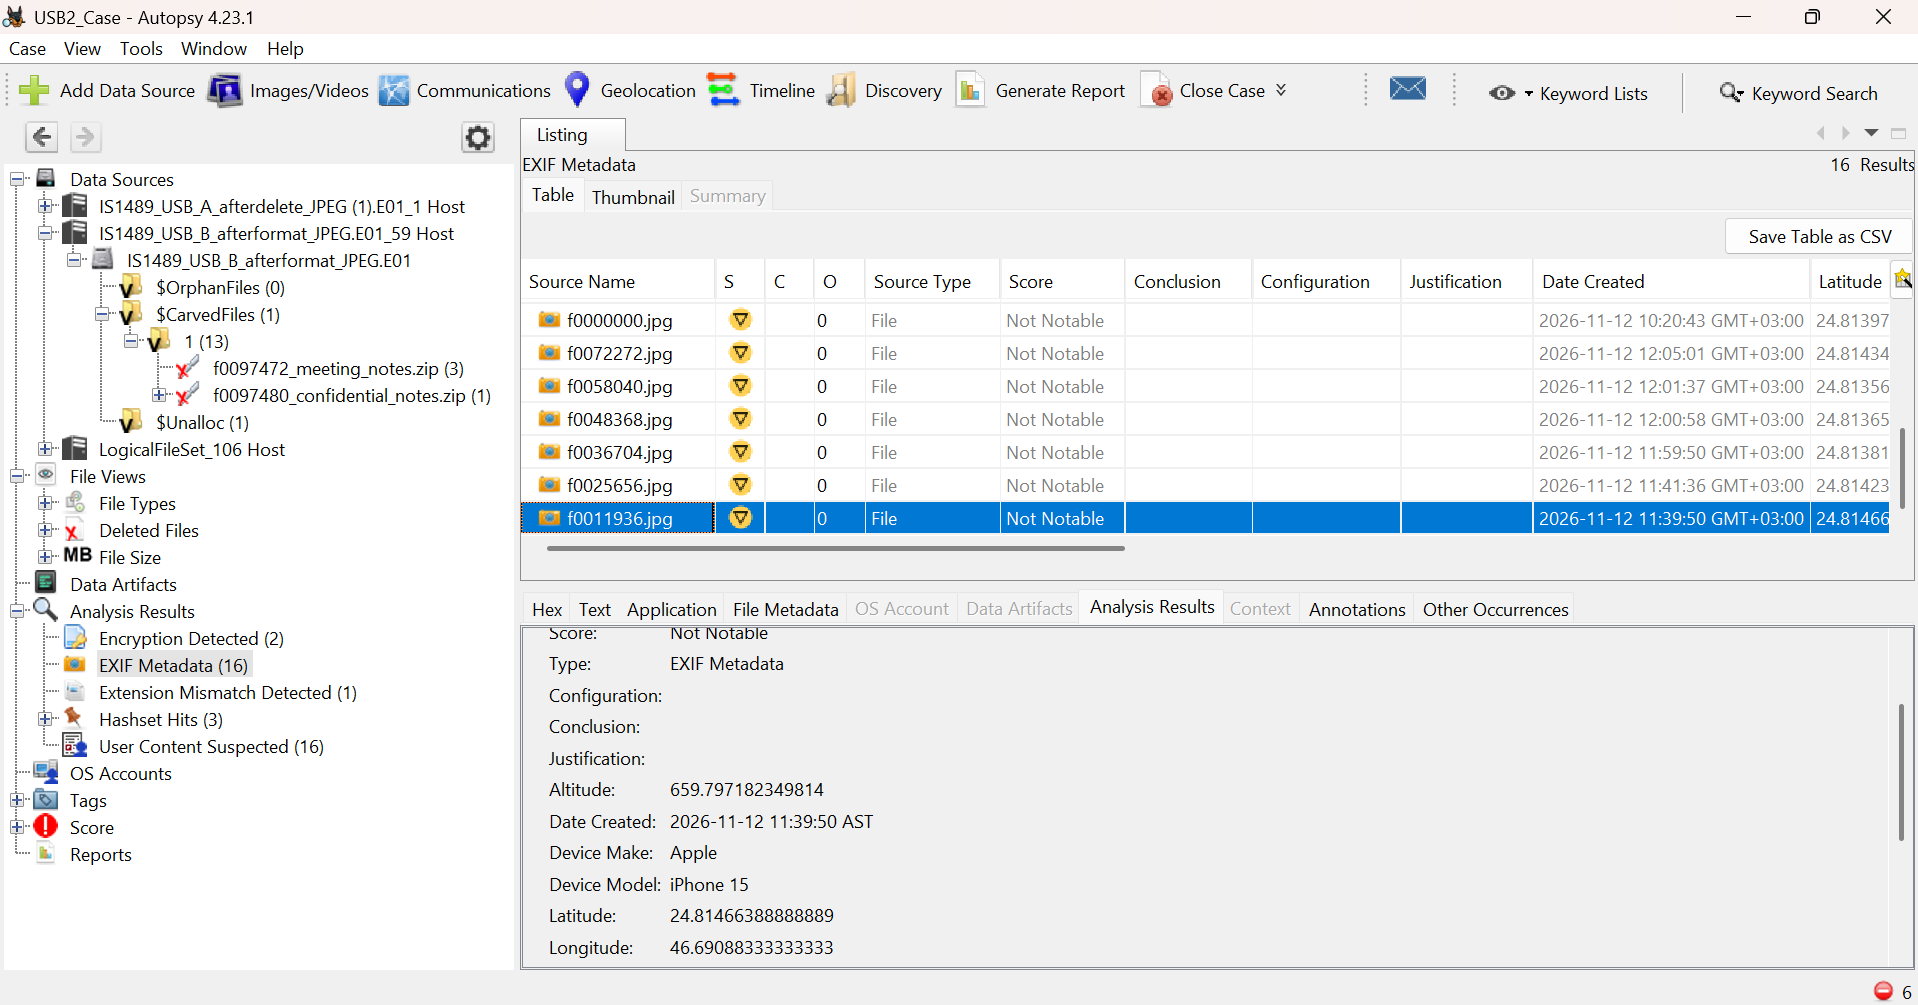 USB2_Case - Autopsy 4.23.1
Case View Tools Window Help
Add Data Source Images/Videos Communications Geolocation Timeline Discovery Generate Report Close Case Keyword Lists Keyword Search
Listing
EXIF Metadata 16 Results
Table Thumbnail Summary
Save Table as CSV
Data Sources
IS1489_USB_A_afterdelete_JPEG (1).E01_1 Host
IS1489_USB_B_afterformat_JPEG.E01_59 Host
IS1489_USB_B_afterformat_JPEG.E01
$OrphanFiles (0)
$CarvedFiles (1)
1 (13)
f0097472_meeting_notes.zip (3)
f0097480_confidential_notes.zip (1)
$Unalloc (1)
LogicalFileSet_106 Host
File Views
File Types
Deleted Files
MB File Size
Data Artifacts
Analysis Results
Encryption Detected (2)
EXIF Metadata (16)
Extension Mismatch Detected (1)
Hashset Hits (3)
User Content Suspected (16)
OS Accounts
Tags
Score
Reports
Source Name S C O Source Type Score Conclusion Configuration Justification Date Created Latitude
f0000000.jpg 0 File Not Notable 2026-11-12 10:20:43 GMT+03:00 24.81397
f0072272.jpg 0 File Not Notable 2026-11-12 12:05:01 GMT+03:00 24.81434
f0058040.jpg 0 File Not Notable 2026-11-12 12:01:37 GMT+03:00 24.81356
f0048368.jpg 0 File Not Notable 2026-11-12 12:00:58 GMT+03:00 24.81365
f0036704.jpg 0 File Not Notable 2026-11-12 11:59:50 GMT+03:00 24.81381
f0025656.jpg 0 File Not Notable 2026-11-12 11:41:36 GMT+03:00 24.81423
f0011936.jpg 0 File Not Notable 2026-11-12 11:39:50 GMT+03:00 24.81466
Hex Text Application File Metadata OS Account Data Artifacts Analysis Results Context Annotations Other Occurrences
Score: Not Notable
Type: EXIF Metadata
Configuration:
Conclusion:
Justification:
Altitude: 659.797182349814
Date Created: 2026-11-12 11:39:50 AST
Device Make: Apple
Device Model: iPhone 15
Latitude: 24.81466388888889
Longitude: 46.69088333333333
6